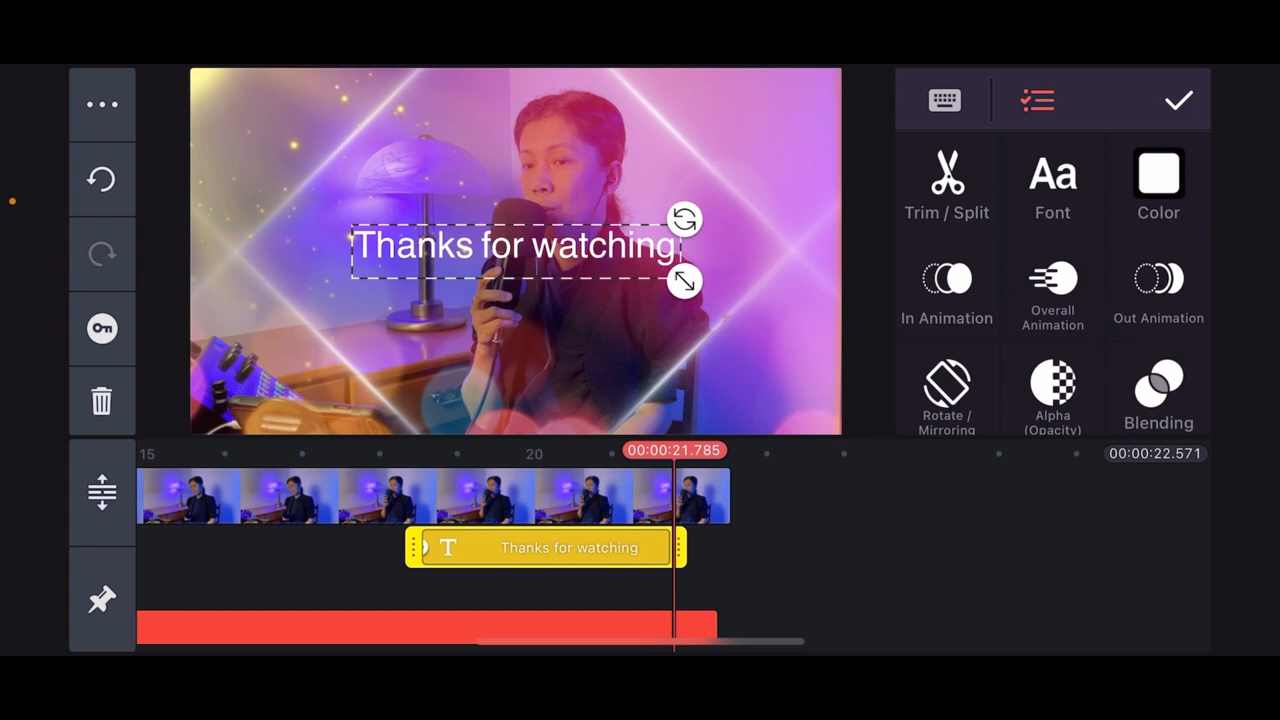 Thanks for watching
Aa
Trim / Split
Font
Color
In Animation
Overall
Animation
Out Animation
Rotate /
Mirroring
Alpha
(Opacity)
Blending
15
20
00:00:21.785
00:00:22.571
T
Thanks for watching